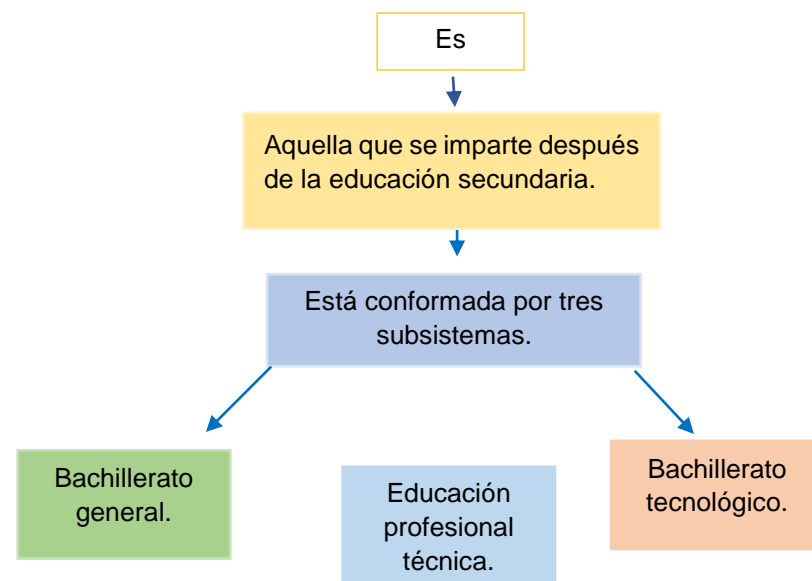 Es
Aquella que se imparte después
de la educación secundaria.
Está conformada por tres
subsistemas.
Bachillerato
general.
Educación
profesional
técnica.
Bachillerato
tecnológico.